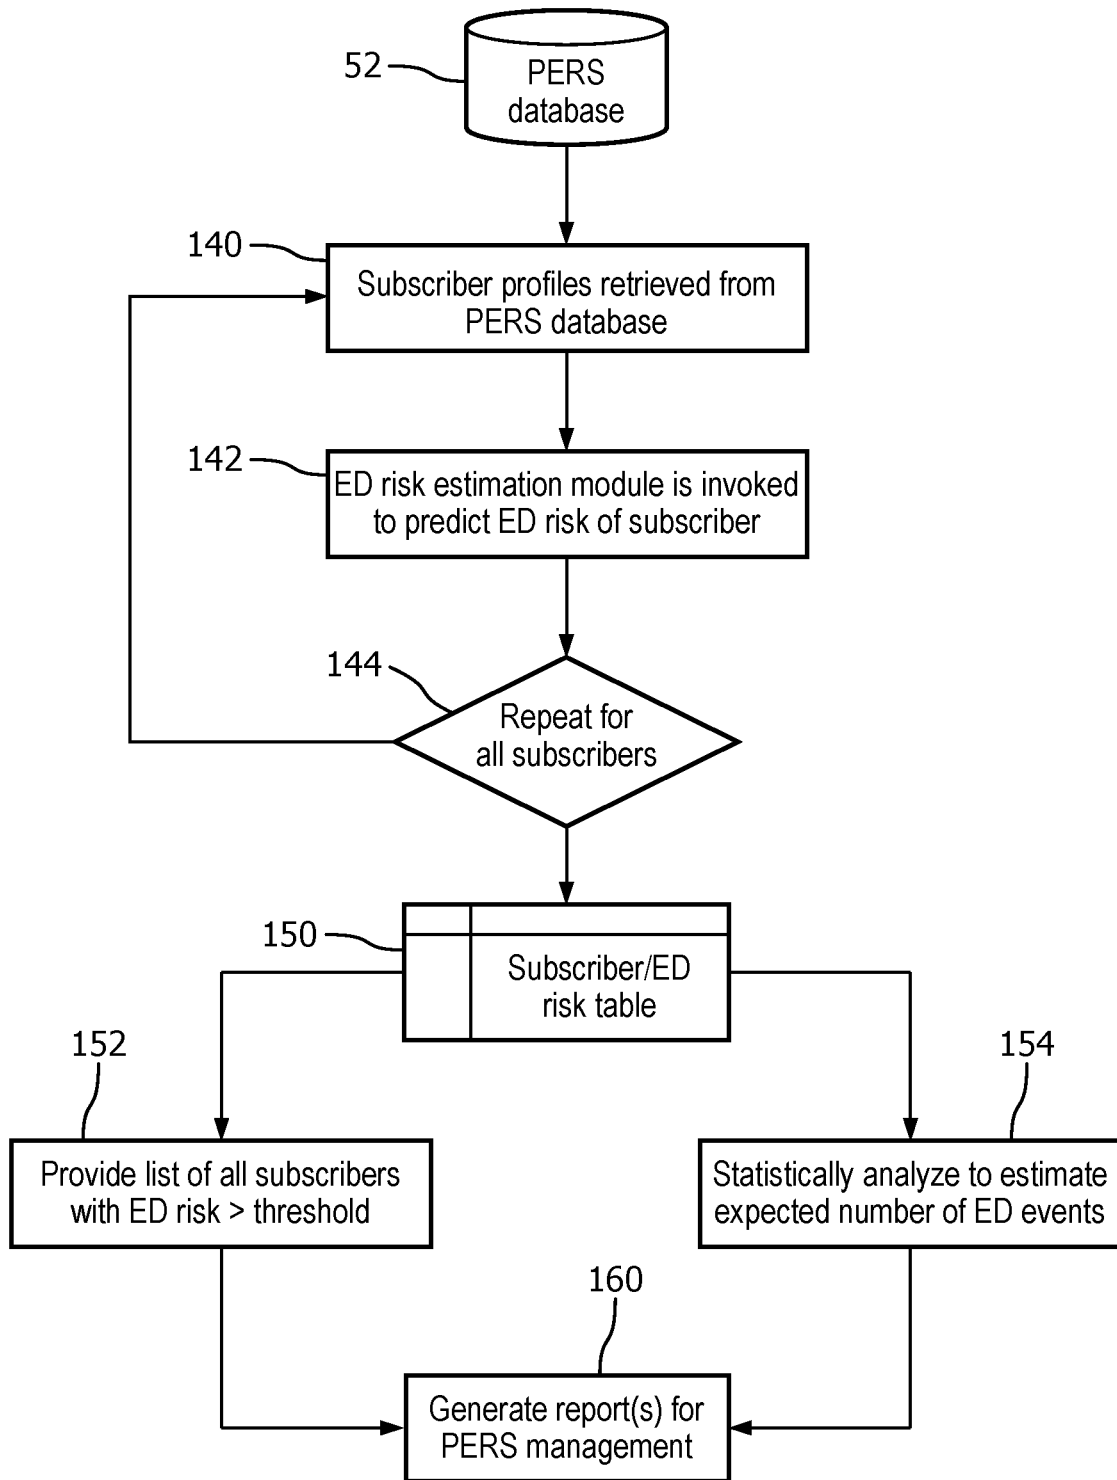 52
PERS
database
140
Subscriber profiles retrieved from
PERS database
142
ED risk estimation module is invoked
to predict ED risk of subscriber
144
Repeat for
all subscribers
150
Subscriber/ED
risk table
152
Provide list of all subscribers
with ED risk > threshold
154
Statistically analyze to estimate
expected number of ED events
160
Generate report(s) for
PERS management